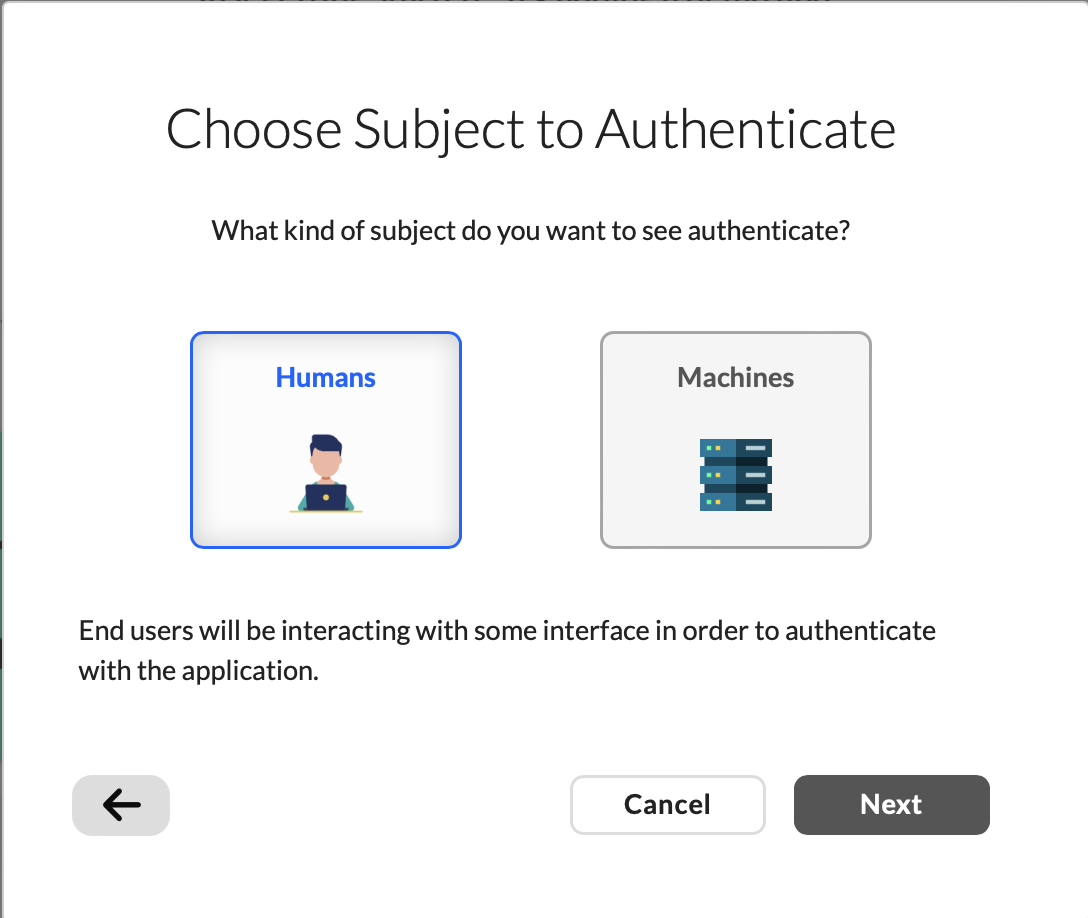 Choose Subject to Authenticate
What kind of subject do you want to see authenticate?
Humans
Machines
End users will be interacting with some interface in order to authenticate
with the application.
Cancel
Next